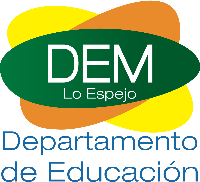 DEM
Lo Espejo
Departamento
de Educación